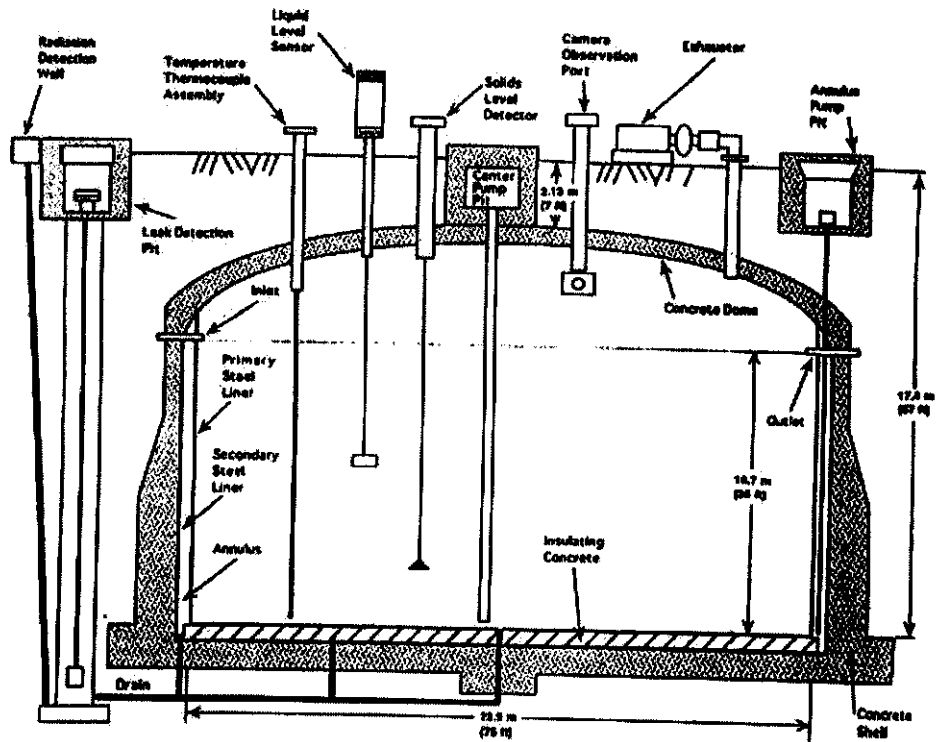 Radiation
Detection
Well
Temperature
Thermocouple
Assembly
Liquid
Level
Sensor
Solids
Level
Detector
Camera
Observation
Port
Exhauster
Annulus
Pump
Pit
Center
Pump
Pit
2.13 m
(7 ft)
Leak Detection
Pit
Inlet
Concrete Dome
Primary
Steel
Liner
Outlet
17.4 m
(57 ft)
Secondary
Steel
Liner
10.7 m
(35 ft)
Annulus
Insulating
Concrete
Drain
(75 ft)
Concrete
Shell